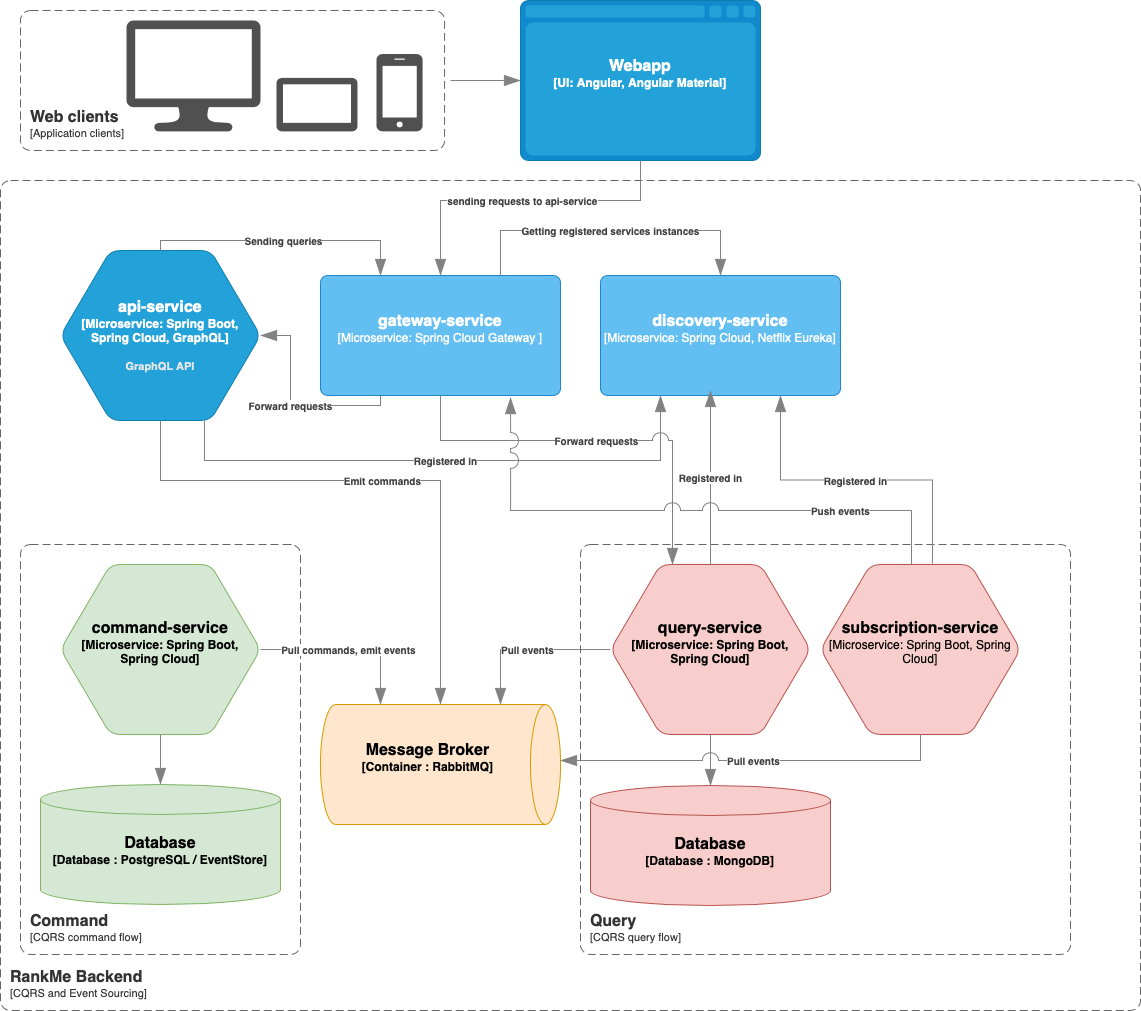 Webapp
[UI: Angular, Angular Material]
Web clients
[Application clients]
sending requests to api-service
Sending queries
Getting registered services instances
api-service
[Microservice: Spring Boot,
Spring Cloud, GraphQL]
GraphQL API
gateway-service
[Microservice: Spring Cloud Gateway ]
discovery-service
[Microservice: Spring Cloud, Netflix Eureka]
Forward requests
Forward requests
Registered in
Emit commands
Registered in
Registered in
Push events
command-service
[Microservice: Spring Boot,
Spring Cloud]
Pull commands, emit events
Pull events
query-service
[Microservice: Spring Boot,
Spring Cloud]
subscription-service
[Microservice: Spring Boot, Spring
Cloud]
Message Broker
[Container : RabbitMQ]
Pull events
Database
[Database : PostgreSQL / EventStore]
Database
[Database : MongoDB]
Command
[CQRS command flow]
Query
[CQRS query flow]
RankMe Backend
[CQRS and Event Sourcing]